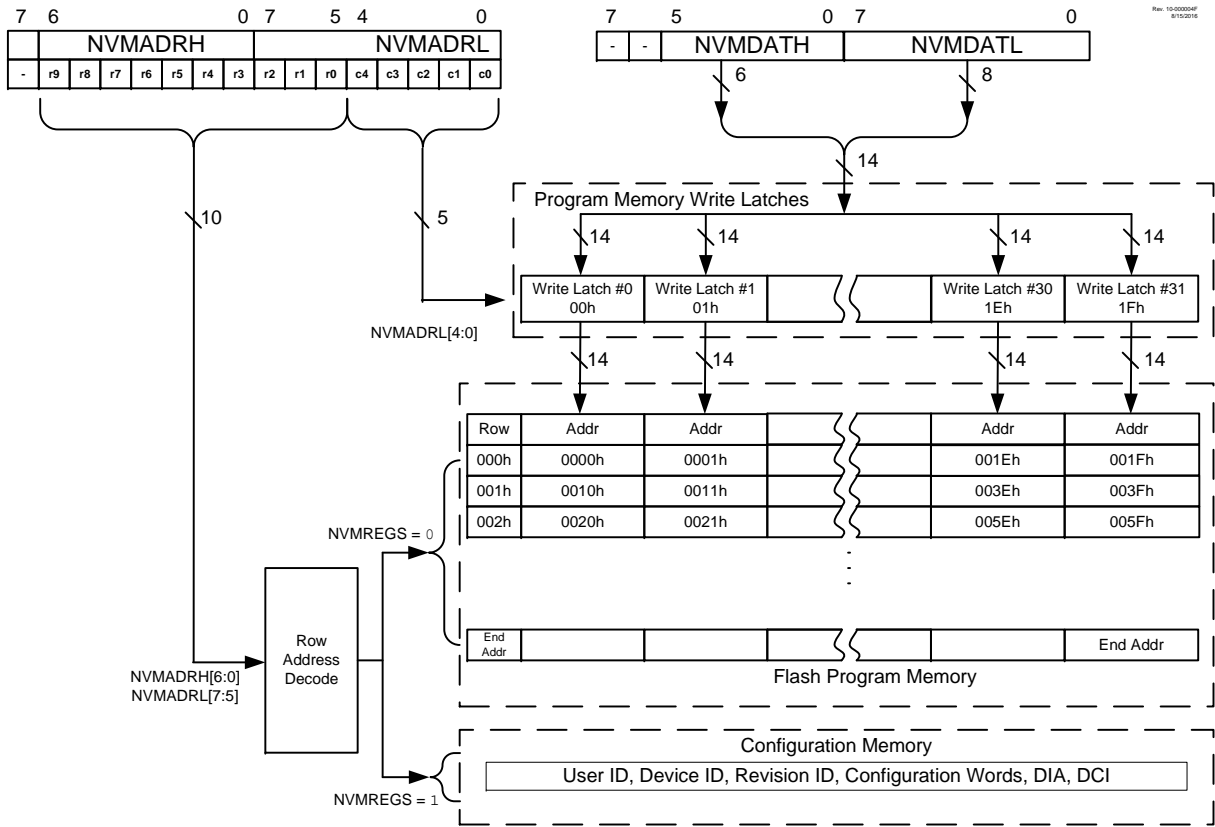 7 6 0 7 5 4 0 7 5 0 7 0
Rev. 10-000004F
8/15/2016
NVMADRH NVMADRL - - NVMDATH NVMDATL
- r9 r8 r7 r6 r5 r4 r3 r2 r1 r0 c4 c3 c2 c1 c0
6 8
14
Program Memory Write Latches
10 5 14 14 14 14
Write Latch #0 Write Latch #1 Write Latch #30 Write Latch #31
00h 01h 1Eh 1Fh
NVMADRL[4:0]
14 14 14 14
Row Addr Addr Addr Addr
000h 0000h 0001h 001Eh 001Fh
001h 0010h 0011h 003Eh 003Fh
002h 0020h 0021h 005Eh 005Fh
NVMREGS = 0
End
Addr
End Addr
Row
Address
Decode
NVMADRH[6:0]
NVMADRL[7:5]
Flash Program Memory
Configuration Memory
User ID, Device ID, Revision ID, Configuration Words, DIA, DCI
NVMREGS = 1